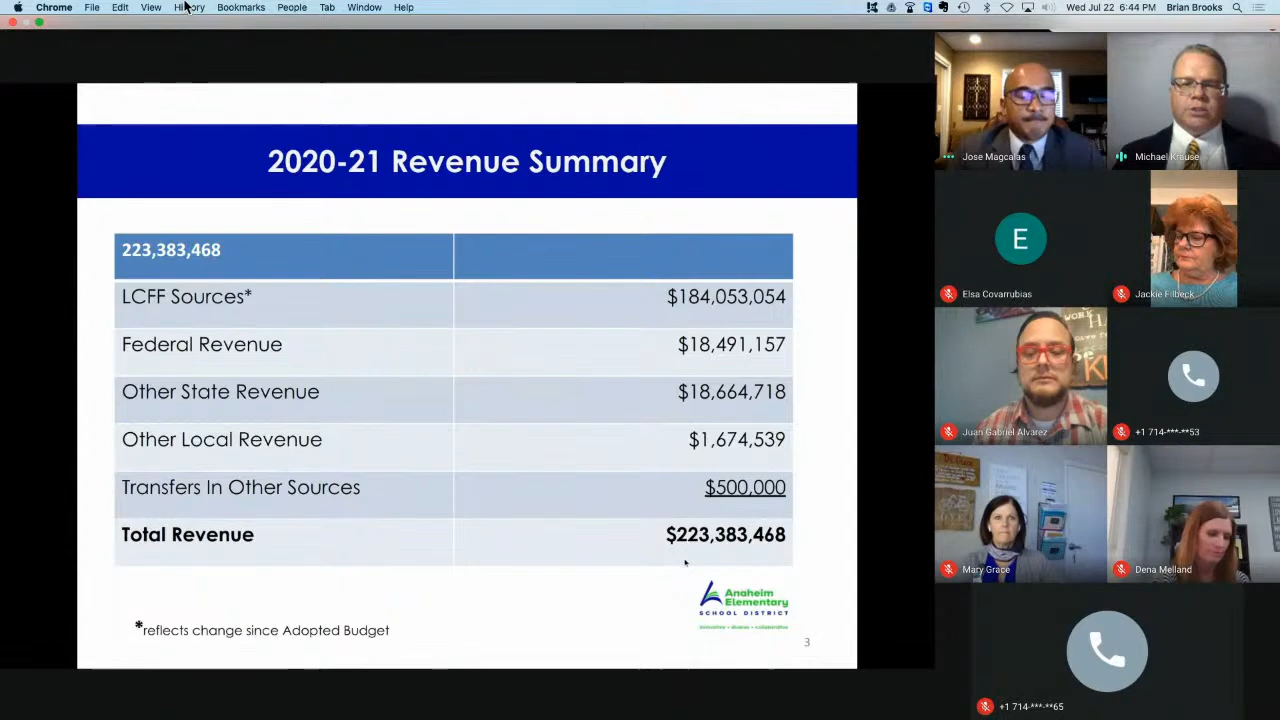 Chrome File Edit View History Bookmarks People Tab Window Help
Wed Jul 22 6:44 PM Brian Brooks
2020-21 Revenue Summary
223,383,468
LCFF Sources* $184,053,054
Federal Revenue $18,491,157
Other State Revenue $18,664,718
Other Local Revenue $1,674,539
Transfers In Other Sources $500,000
Total Revenue $223,383,468
Anaheim
Elementary
SCHOOL DISTRICT
innovative • diverse • collaborative
*reflects change since Adopted Budget
3
Jose Magcalas
Michael Krause
E
Elsa Covarrubias
Jackie Filbeck
WORK
Juan Gabriel Alvarez
+1 714-***-**53
Mary Grace
Dena Melland
+1 714-***-**65